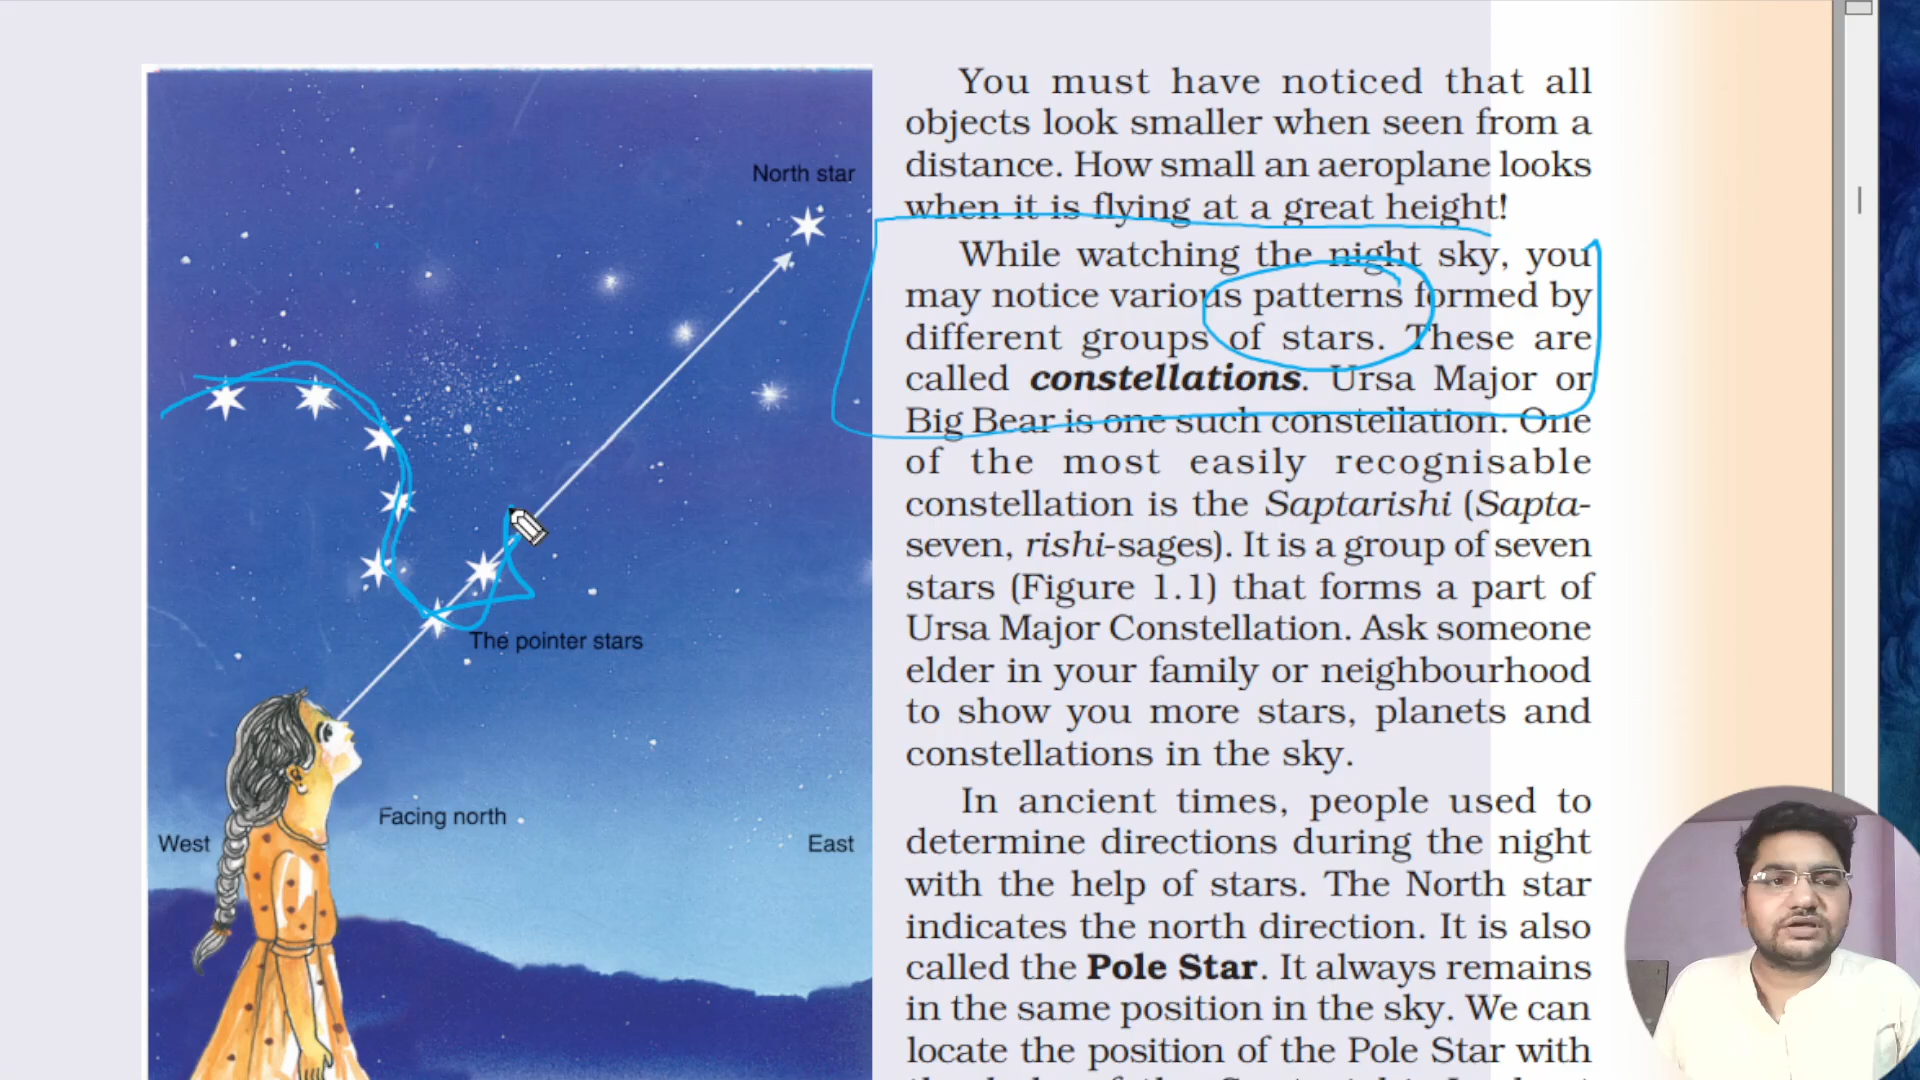 North star
The pointer stars
Facing north
West
East
You must have noticed that all
objects look smaller when seen from a
distance. How small an aeroplane looks
when it is flying at a great height!
While watching the night sky, you
may notice various patterns formed by
different groups of stars. These are
called constellations. Ursa Major or
Big Bear is one such constellation. One
of the most easily recognisable
constellation is the Saptarishi (Sapta-
seven, rishi-sages). It is a group of seven
stars (Figure 1.1) that forms a part of
Ursa Major Constellation. Ask someone
elder in your family or neighbourhood
to show you more stars, planets and
constellations in the sky.
In ancient times, people used to
determine directions during the night
with the help of stars. The North star
indicates the north direction. It is also
called the Pole Star. It always remains
in the same position in the sky. We can
locate the position of the Pole Star with